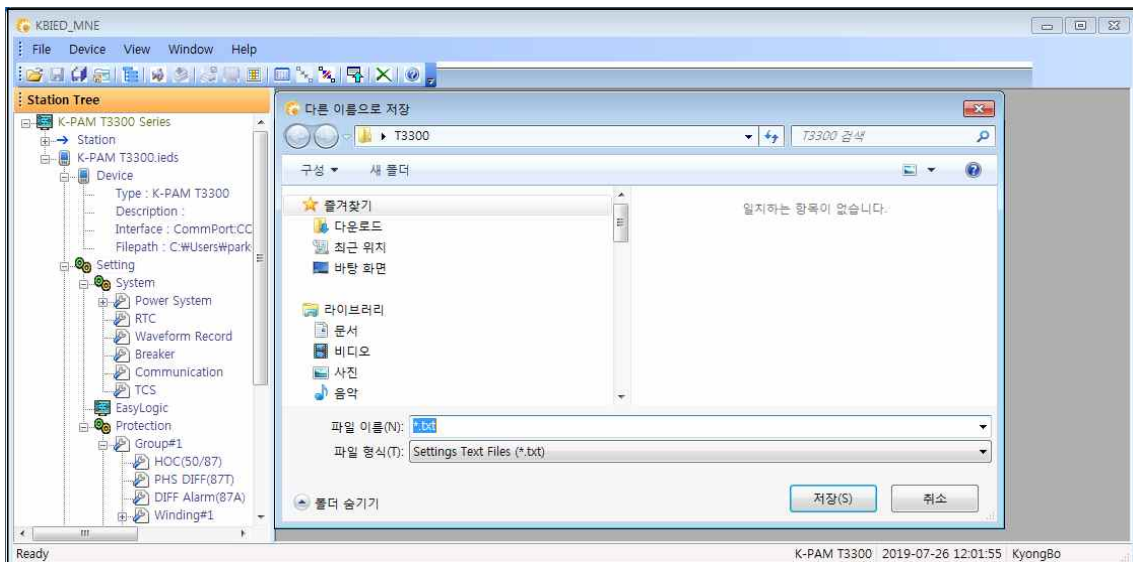 KBIED_MNE
File Device View Window Help
Station Tree
K-PAM T3300 Series
Station
K-PAM T3300.ieds
Device
Type : K-PAM T3300
Description :
Interface : CommPort:CC
Filepath : C:₩Users₩park
Setting
System
Power System
RTC
Waveform Record
Breaker
Communication
TCS
EasyLogic
Protection
Group#1
HOC(50/87)
PHS DIFF(87T)
DIFF Alarm(87A)
Winding#1
다른 이름으로 저장
T3300
T3300 검색
구성 새 폴더
즐겨찾기
다운로드
최근 위치
바탕 화면
라이브러리
문서
비디오
사진
음악
일치하는 항목이 없습니다.
파일 이름(N): *.txt
파일 형식(T): Settings Text Files (*.txt)
폴더 숨기기
저장(S) 취소
Ready
K-PAM T3300 2019-07-26 12:01:55 KyongBo